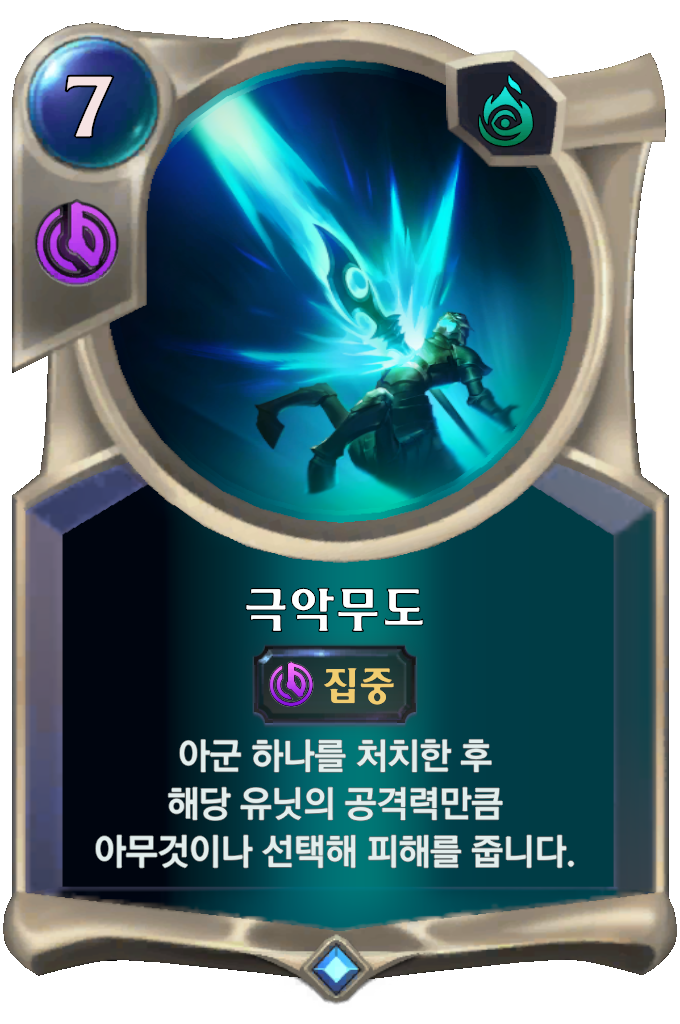 7
극악무도
집중
아군 하나를 처치한 후
해당 유닛의 공격력만큼
아무것이나 선택해 피해를 줍니다.